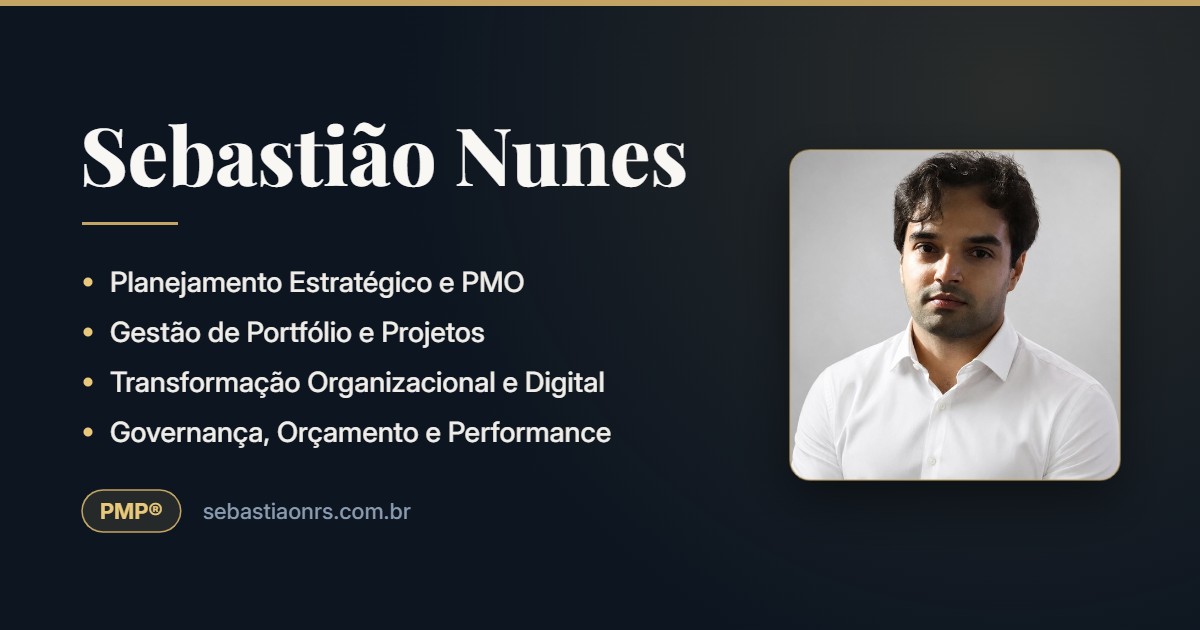 Sebastião Nunes
• Planejamento Estratégico e PMO
• Gestão de Portfólio e Projetos
• Transformação Organizacional e Digital
• Governança, Orçamento e Performance
PMP® sebastiaonrs.com.br